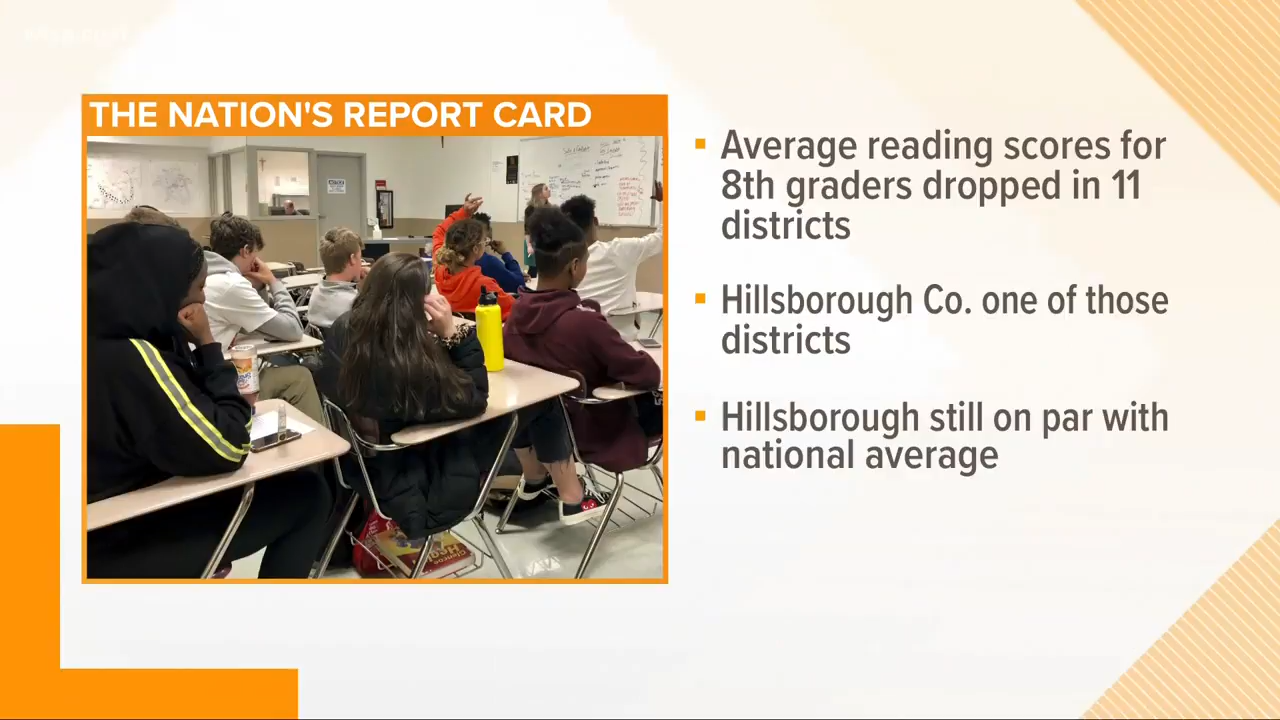 THE NATION'S REPORT CARD
▪ Average reading scores for
8th graders dropped in 11
districts
▪ Hillsborough Co. one of those
districts
▪ Hillsborough still on par with
national average